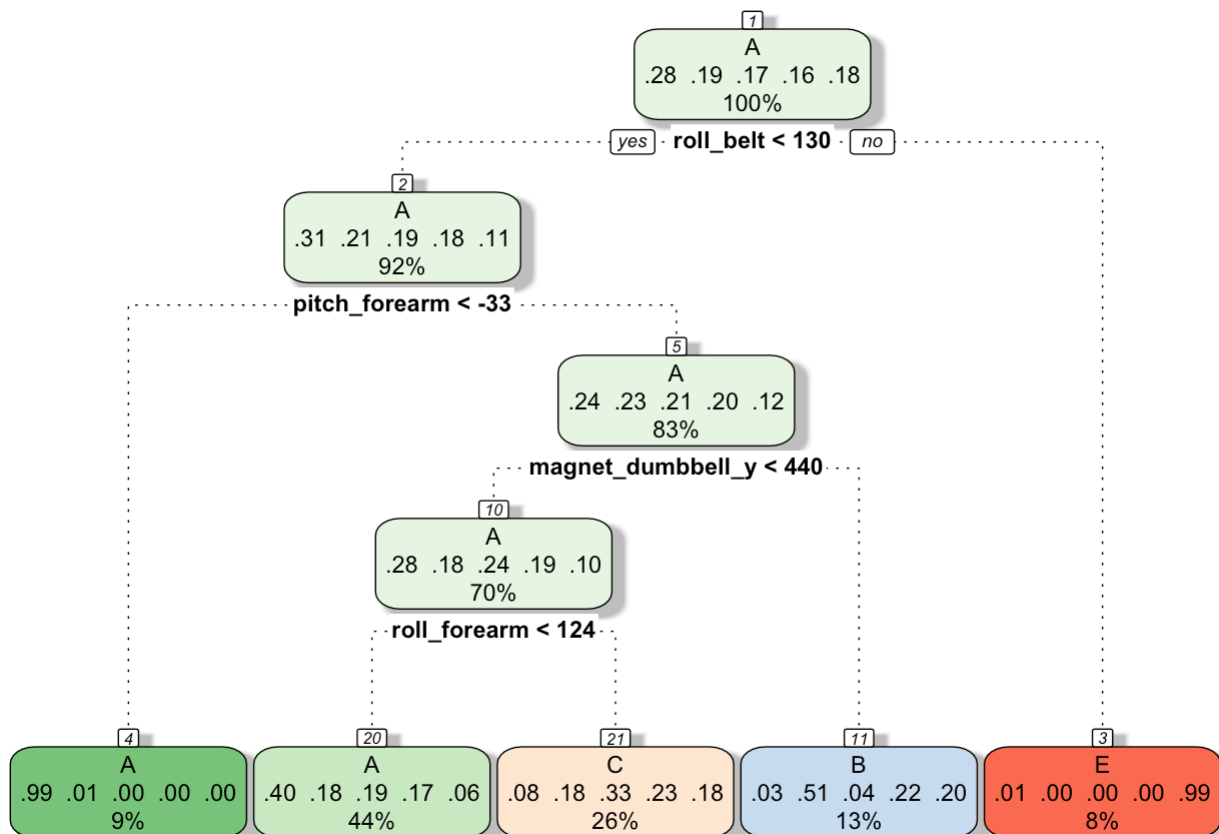 1
A
.28 .19 .17 .16 .18
100%
yes roll_belt < 130 no
2
A
.31 .21 .19 .18 .11
92%
pitch_forearm < -33
5
A
.24 .23 .21 .20 .12
83%
magnet_dumbbell_y < 440
10
A
.28 .18 .24 .19 .10
70%
roll_forearm < 124
4
A
.99 .01 .00 .00 .00
9%
20
A
.40 .18 .19 .17 .06
44%
21
C
.08 .18 .33 .23 .18
26%
11
B
.03 .51 .04 .22 .20
13%
3
E
.01 .00 .00 .00 .99
8%